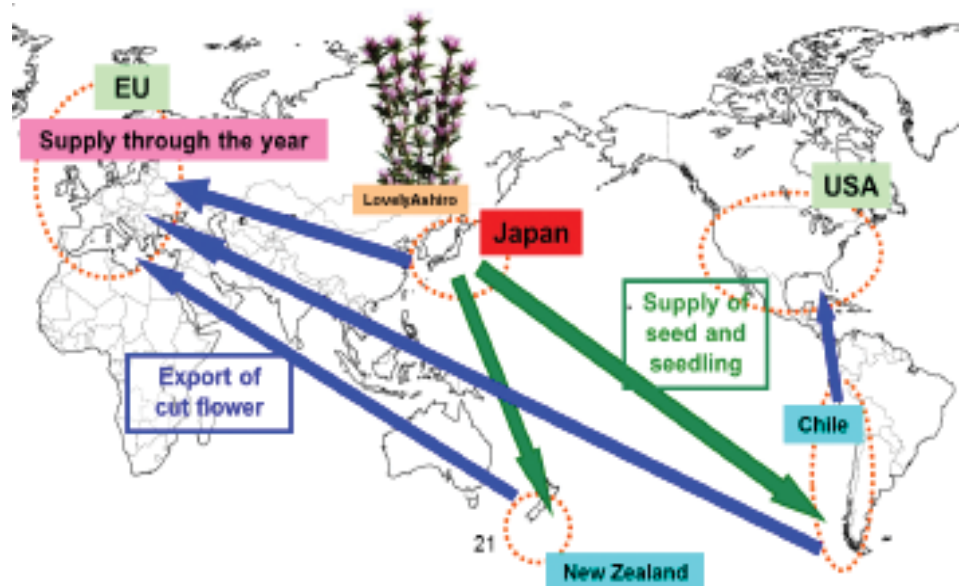 EU
Supply through the year
LovelyAshiro
Japan
USA
Supply of
seed and
seedling
Export of
cut flower
Chile
21
New Zealand